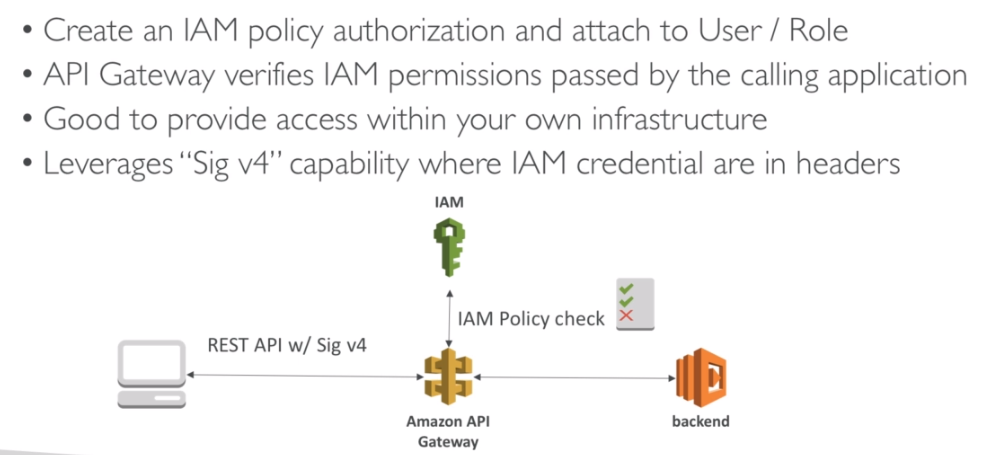 • Create an IAM policy authorization and attach to User / Role
• API Gateway verifies IAM permissions passed by the calling application
• Good to provide access within your own infrastructure
• Leverages “Sig v4” capability where IAM credential are in headers
IAM
IAM Policy check
REST API w/ Sig v4
Amazon API
Gateway
backend